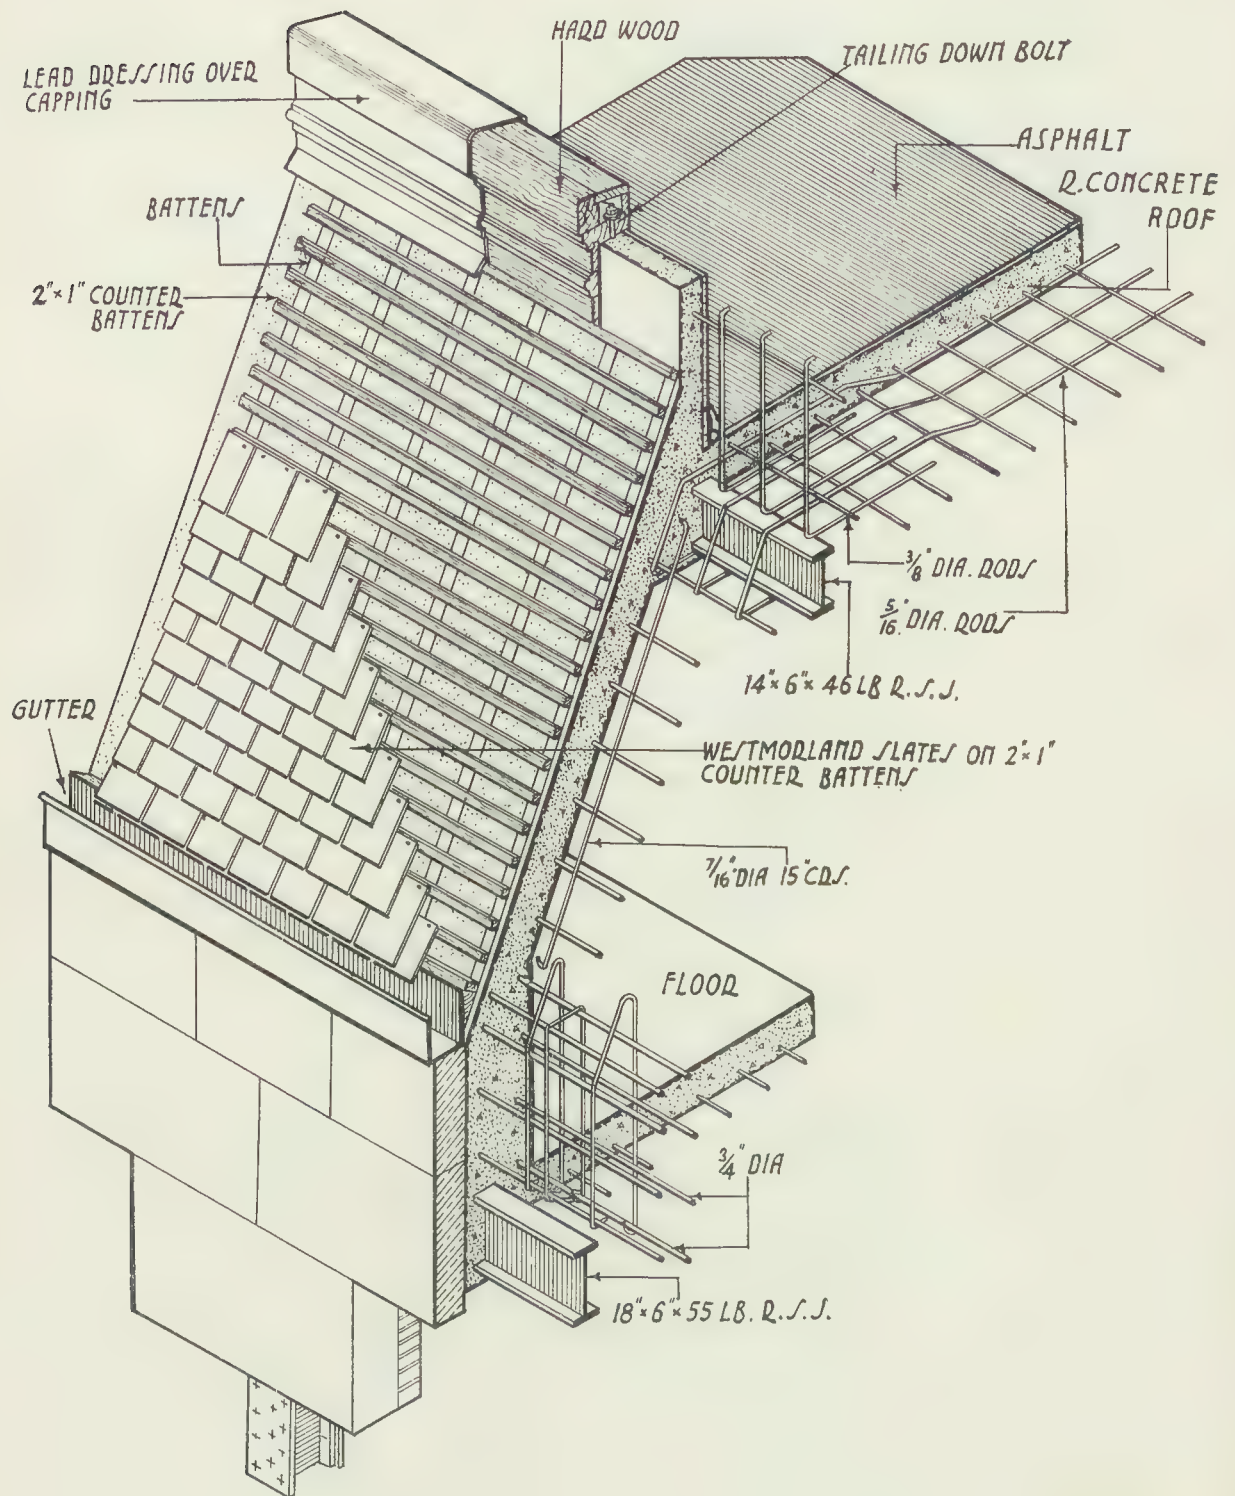 HARD WOOD
TAILING DOWN BOLT
LEAD DRESSING OVER
CAPPING
ASPHALT
R.CONCRETE
ROOF
BATTENS
2"×1" COUNTER
BATTENS
3/8" DIA. RODS
5/16" DIA. RODS
14"×6"×46 LB R.S.J.
GUTTER
WESTMORLAND SLATES ON 2"×1"
COUNTER BATTENS
7/16" DIA 15" CRS.
FLOOR
3/4" DIA
18"×6"×55 LB. R.S.J.